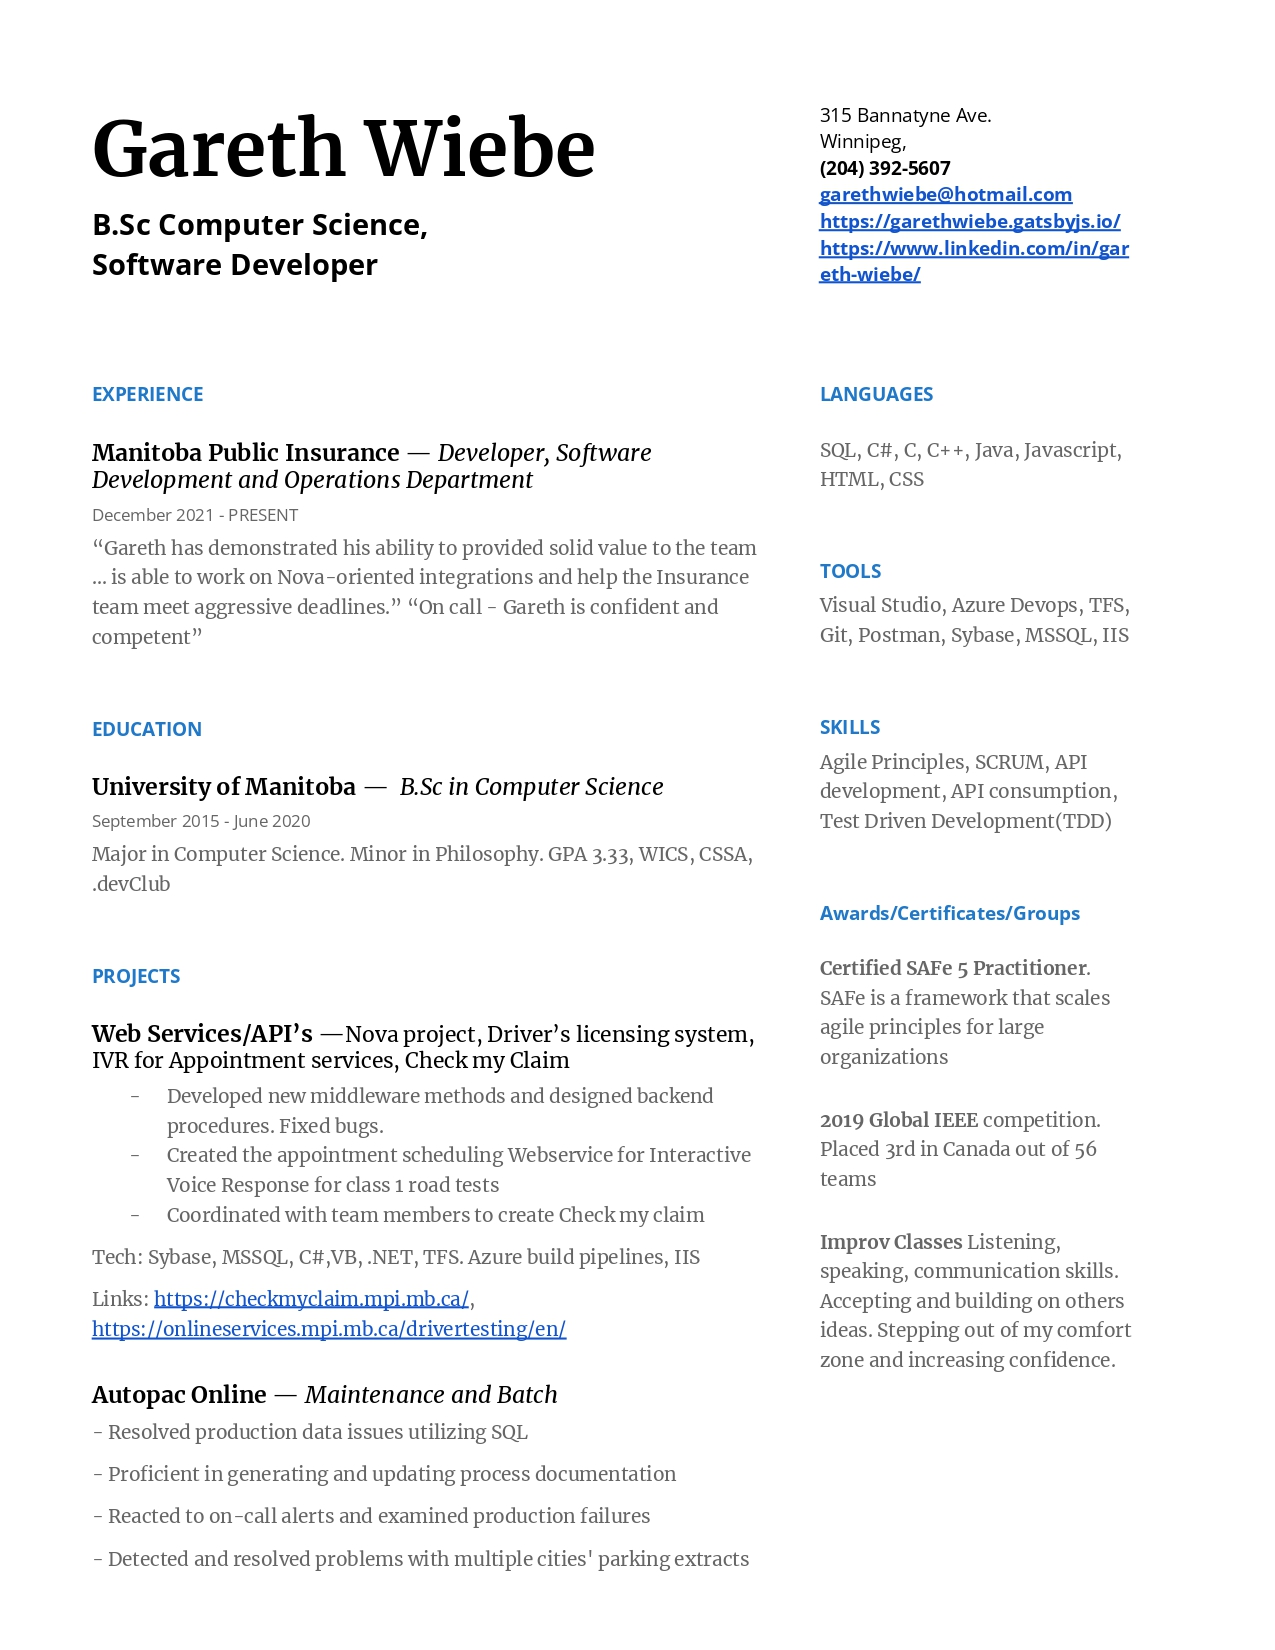 Gareth Wiebe
B.Sc Computer Science,
Software Developer
315 Bannatyne Ave.
Winnipeg,
(204) 392-5607
garethwiebe@hotmail.com
https://garethwiebe.gatsbyjs.io/
https://www.linkedin.com/in/gar
eth-wiebe/
EXPERIENCE
Manitoba Public Insurance — Developer, Software
Development and Operations Department
December 2021 - PRESENT
“Gareth has demonstrated his ability to provided solid value to the team
... is able to work on Nova-oriented integrations and help the Insurance
team meet aggressive deadlines.” “On call - Gareth is confident and
competent”
EDUCATION
University of Manitoba — B.Sc in Computer Science
September 2015 - June 2020
Major in Computer Science. Minor in Philosophy. GPA 3.33, WICS, CSSA,
.devClub
PROJECTS
Web Services/API’s —Nova project, Driver’s licensing system,
IVR for Appointment services, Check my Claim
- Developed new middleware methods and designed backend
procedures. Fixed bugs.
- Created the appointment scheduling Webservice for Interactive
Voice Response for class 1 road tests
- Coordinated with team members to create Check my claim
Tech: Sybase, MSSQL, C#,VB, .NET, TFS. Azure build pipelines, IIS
Links: https://checkmyclaim.mpi.mb.ca/,
https://onlineservices.mpi.mb.ca/drivertesting/en/
Autopac Online — Maintenance and Batch
- Resolved production data issues utilizing SQL
- Proficient in generating and updating process documentation
- Reacted to on-call alerts and examined production failures
- Detected and resolved problems with multiple cities' parking extracts
LANGUAGES
SQL, C#, C, C++, Java, Javascript,
HTML, CSS
TOOLS
Visual Studio, Azure Devops, TFS,
Git, Postman, Sybase, MSSQL, IIS
SKILLS
Agile Principles, SCRUM, API
development, API consumption,
Test Driven Development(TDD)
Awards/Certificates/Groups
Certified SAFe 5 Practitioner.
SAFe is a framework that scales
agile principles for large
organizations
2019 Global IEEE competition.
Placed 3rd in Canada out of 56
teams
Improv Classes Listening,
speaking, communication skills.
Accepting and building on others
ideas. Stepping out of my comfort
zone and increasing confidence.